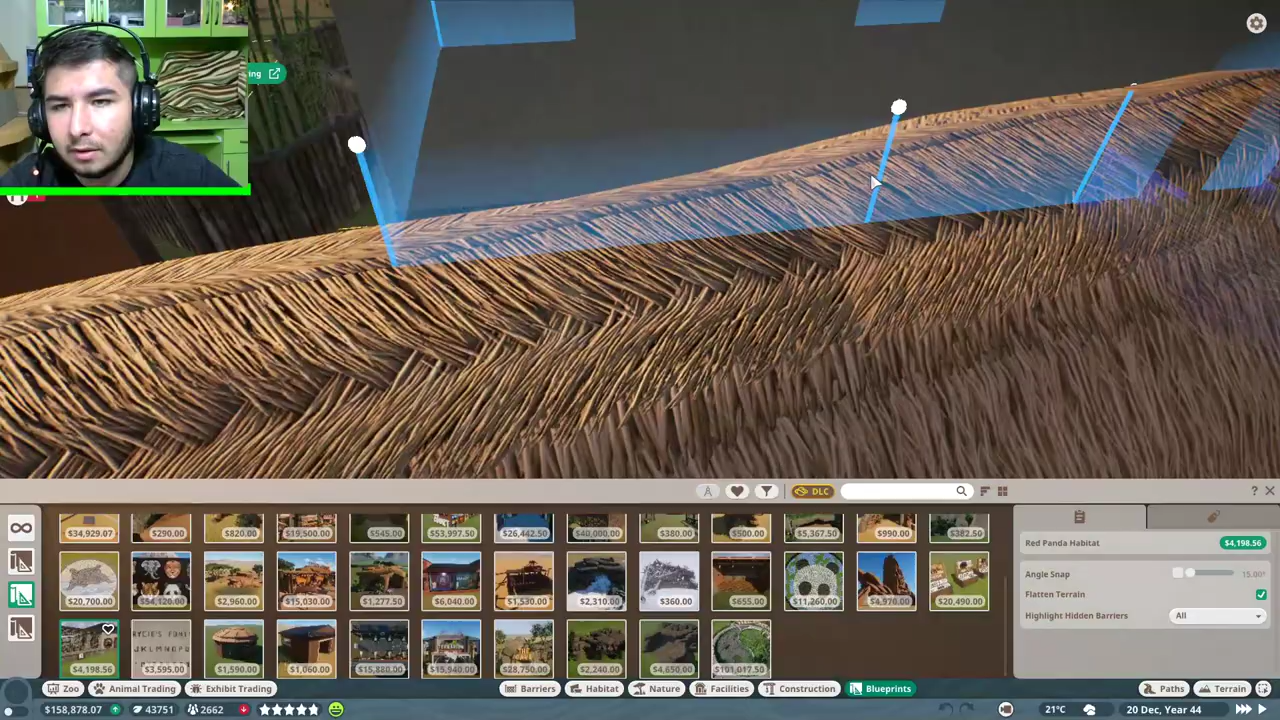 ing
DLC
$34,929.07 $290.00 $820.00 $19,500.00 $545.00 $53,997.50 $26,442.50 $40,000.00 $380.00 $500.00 $5,367.50 $990.00 $382.50
$20,700.00 $54,120.00 $2,960.00 $15,030.00 $1,277.50 $6,040.00 $1,530.00 $2,310.00 $360.00 $655.00 $11,260.00 $4,970.00 $20,490.00
$4,198.56 $3,595.00 $1,590.00 $1,060.00 $15,880.00 $15,940.00 $28,750.00 $2,240.00 $4,650.00 $101,017.50
JKLMNOP
? ×
Red Panda Habitat $4,198.56
Angle Snap 15.00°
Flatten Terrain
Highlight Hidden Barriers All
Zoo Animal Trading Exhibit Trading Barriers Habitat Nature Facilities Construction Blueprints Paths Terrain
$158,878.07 43751 2662 21°C 20 Dec, Year 44